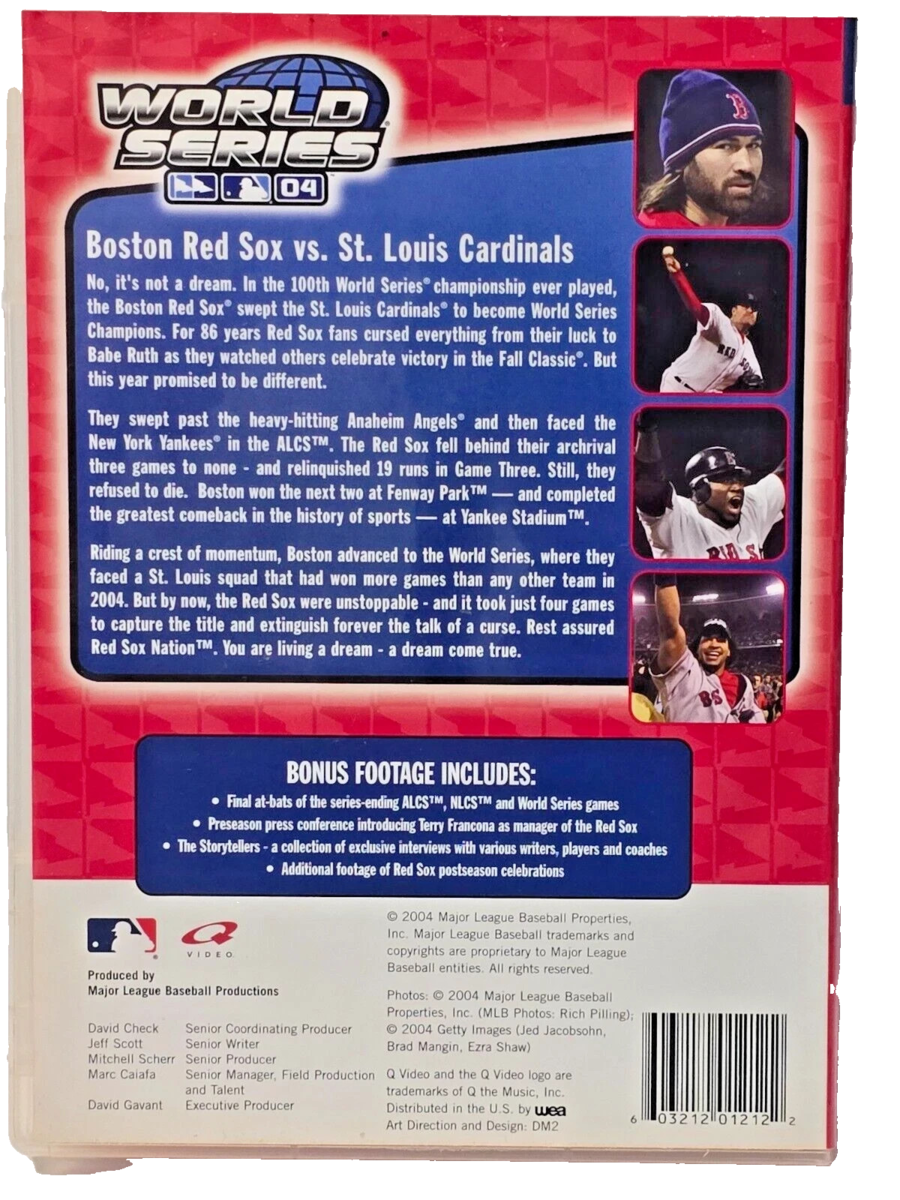 WORLD
SERIES
04
Boston Red Sox vs. St. Louis Cardinals
No, it's not a dream. In the 100th World Series® championship ever played,
the Boston Red Sox® swept the St. Louis Cardinals® to become World Series
Champions. For 86 years Red Sox fans cursed everything from their luck to
Babe Ruth as they watched others celebrate victory in the Fall Classic®. But
this year promised to be different.
They swept past the heavy-hitting Anaheim Angels® and then faced the
New York Yankees® in the ALCS™. The Red Sox fell behind their archrival
three games to none - and relinquished 19 runs in Game Three. Still, they
refused to die. Boston won the next two at Fenway Park™ — and completed
the greatest comeback in the history of sports — at Yankee Stadium™.
Riding a crest of momentum, Boston advanced to the World Series, where they
faced a St. Louis squad that had won more games than any other team in
2004. But by now, the Red Sox were unstoppable - and it took just four games
to capture the title and extinguish forever the talk of a curse. Rest assured
Red Sox Nation™. You are living a dream - a dream come true.
B
RED SO
RED S
BS
BONUS FOOTAGE INCLUDES:
• Final at-bats of the series-ending ALCS™, NLCS™ and World Series games
• Preseason press conference introducing Terry Francona as manager of the Red Sox
• The Storytellers - a collection of exclusive interviews with various writers, players and coaches
• Additional footage of Red Sox postseason celebrations
Q
VIDEO
Produced by
Major League Baseball Productions
David Check Senior Coordinating Producer
Jeff Scott Senior Writer
Mitchell Scherr Senior Producer
Marc Caiafa Senior Manager, Field Production
and Talent
David Gavant Executive Producer
© 2004 Major League Baseball Properties,
Inc. Major League Baseball trademarks and
copyrights are proprietary to Major League
Baseball entities. All rights reserved.
Photos: © 2004 Major League Baseball
Properties, Inc. (MLB Photos: Rich Pilling);
© 2004 Getty Images (Jed Jacobsohn,
Brad Mangin, Ezra Shaw)
Q Video and the Q Video logo are
trademarks of Q the Music, Inc.
Distributed in the U.S. by wea
Art Direction and Design: DM2
6 03212 01212 2